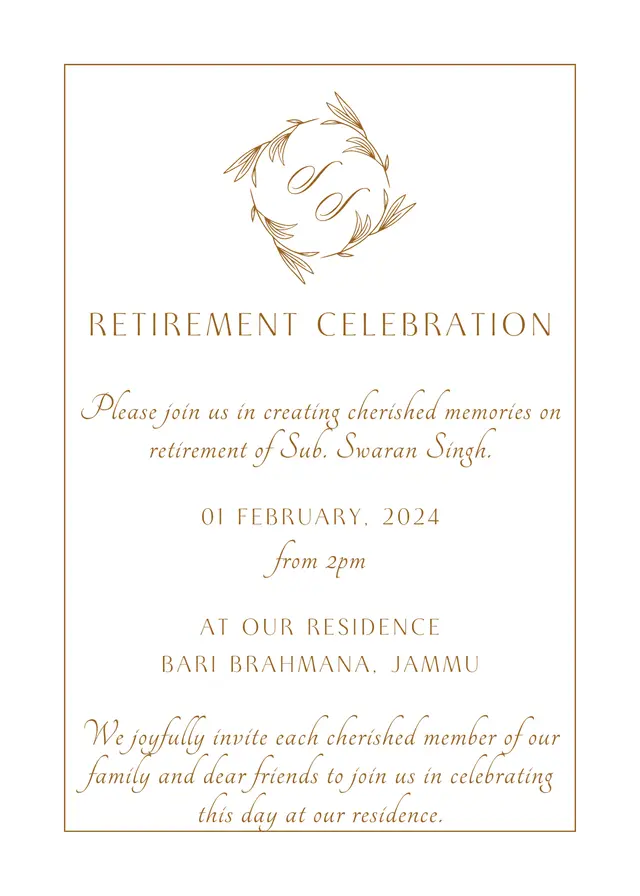 S S
RETIREMENT CELEBRATION
Please join us in creating cherished memories on
retirement of Sub. Swaran Singh.
01 FEBRUARY, 2024
from 2pm
AT OUR RESIDENCE
BARI BRAHMANA, JAMMU
We joyfully invite each cherished member of our
family and dear friends to join us in celebrating
this day at our residence.